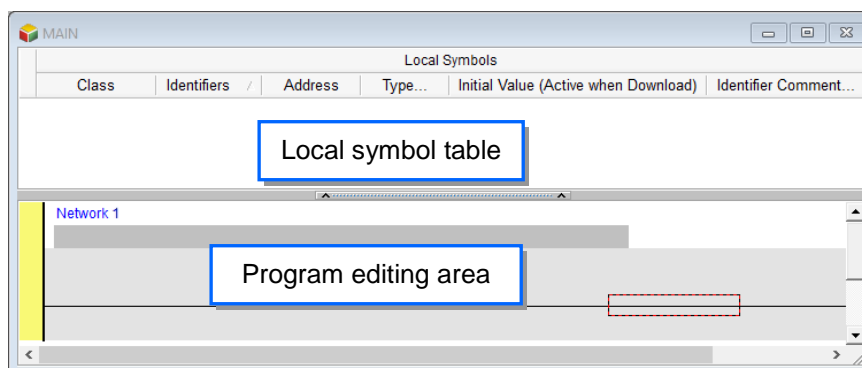 MAIN
Local Symbols
Class Identifiers / Address Type... Initial Value (Active when Download) Identifier Comment...
Local symbol table
Network 1
Program editing area